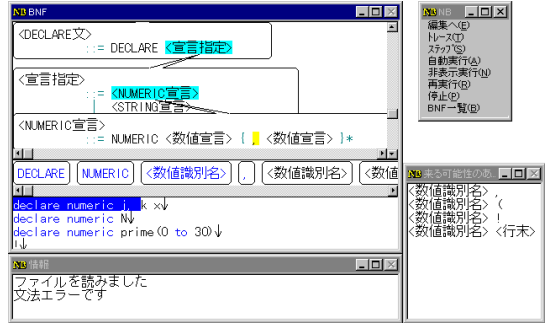 NB BNF
<DECLARE文>
::= DECLARE <宣言指定>
<宣言指定>
::= <NUMERIC宣言>
| <STRING宣言>
<NUMERIC宣言>
::= NUMERIC <数値宣言> { , <数値宣言> }*
DECLARE NUMERIC <数値識別名> , <数値識別名> <数値
declare numeric j, k x↓
declare numeric N↓
declare numeric prime(0 to 30)↓
!↓
NB 情報
ファイルを読みました
文法エラーです
NB NB
編集へ(E)
トレース(T)
ステップ(S)
自動実行(A)
非表示実行(N)
再実行(R)
停止(P)
BNF一覧(B)
NB 来る可能性のあ
<数値識別名> ,
<数値識別名> (
<数値識別名> !
<数値識別名> <行末>